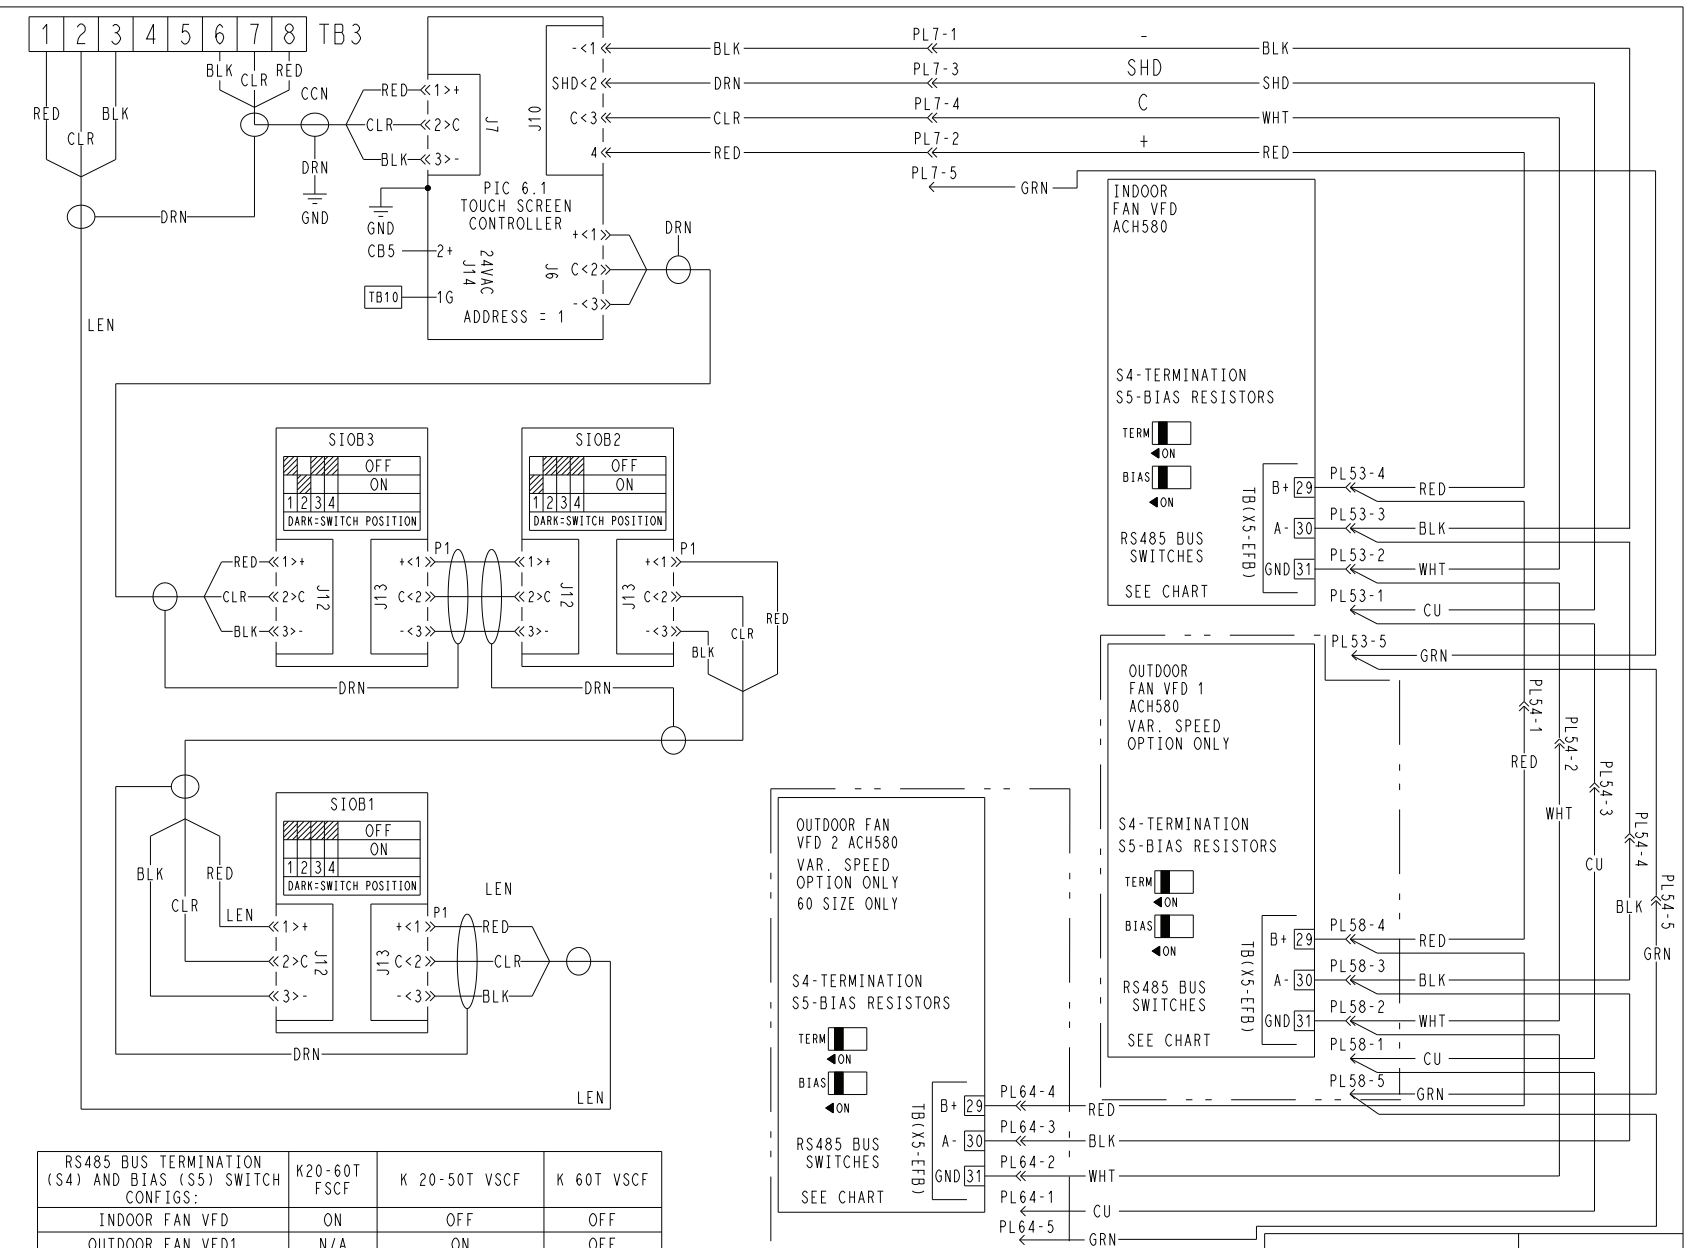 1 2 3 4 5 6 7 8 TB3
BLK CLR RED
RED CLR BLK
CCN
DRN
GND
DRN
LEN
RED 1>+
CLR 2>C
BLK 3>-
J7
J10
-<1 BLK PL7-1 - BLK
SHD<2 DRN PL7-3 SHD SHD
C<3 CLR PL7-4 C WHT
4 RED PL7-2 + RED
PL7-5 GRN
GND
PIC 6.1
TOUCH SCREEN
CONTROLLER
CB5 2+
24VAC
J14
TB10 1G
ADDRESS = 1
J6
+<1
C<2
-<3
DRN
INDOOR
FAN VFD
ACH580
S4-TERMINATION
S5-BIAS RESISTORS
TERM
ON
BIAS
ON
RS485 BUS
SWITCHES
SEE CHART
TB(X5-EFB)
B+ 29 PL53-4 RED
A- 30 PL53-3 BLK
GND 31 PL53-2 WHT
PL53-1 CU
PL53-5 GRN
SIOB3
OFF
ON
1 2 3 4
DARK=SWITCH POSITION
RED 1>+
CLR 2>C
BLK 3>-
J12
J13
P1
+<1
C<2
-<3
DRN
SIOB2
OFF
ON
1 2 3 4
DARK=SWITCH POSITION
1>+
2>C
3>-
J12
J13
P1
+<1
C<2
-<3
RED
CLR
BLK
DRN
SIOB1
OFF
ON
1 2 3 4
DARK=SWITCH POSITION
BLK
CLR
RED
LEN
1>+
2>C
3>-
J12
J13
P1
LEN
+<1 RED
C<2 CLR
-<3 BLK
DRN
LEN
OUTDOOR
FAN VFD 1
ACH580
VAR. SPEED
OPTION ONLY
S4-TERMINATION
S5-BIAS RESISTORS
TERM
ON
BIAS
ON
RS485 BUS
SWITCHES
SEE CHART
TB(X5-EFB)
B+ 29 PL58-4 RED
A- 30 PL58-3 BLK
GND 31 PL58-2 WHT
PL58-1 CU
PL58-5 GRN
PL54-1
RED
PL54-2
WHT
PL54-3
CU
PL54-4
BLK
PL54-5
GRN
OUTDOOR FAN
VFD 2 ACH580
VAR. SPEED
OPTION ONLY
60 SIZE ONLY
S4-TERMINATION
S5-BIAS RESISTORS
TERM
ON
BIAS
ON
RS485 BUS
SWITCHES
SEE CHART
TB(X5-EFB)
B+ 29 PL64-4 RED
A- 30 PL64-3 BLK
GND 31 PL64-2 WHT
PL64-1 CU
PL64-5 GRN
RS485 BUS TERMINATION
(S4) AND BIAS (S5) SWITCH
CONFIGS:
K20-60T
FSCF
K 20-50T VSCF
K 60T VSCF
INDOOR FAN VFD ON OFF OFF
OUTDOOR FAN VFD1 N/A ON OFF